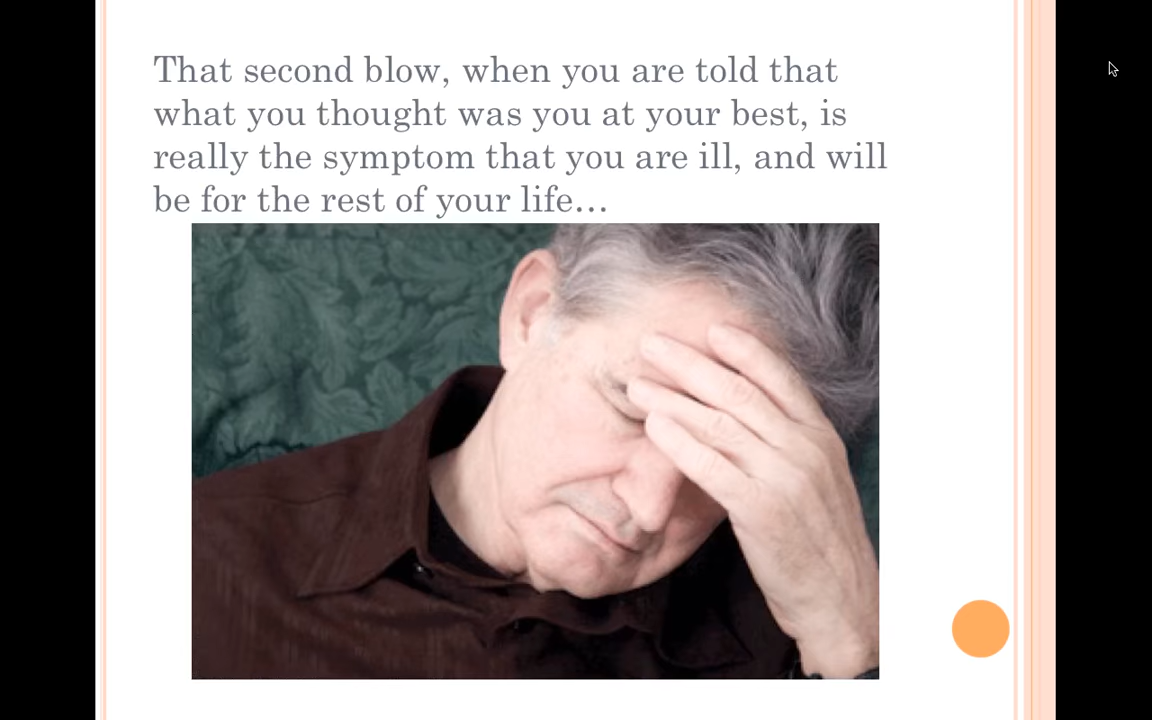 That second blow, when you are told that
what you thought was you at your best, is
really the symptom that you are ill, and will
be for the rest of your life…